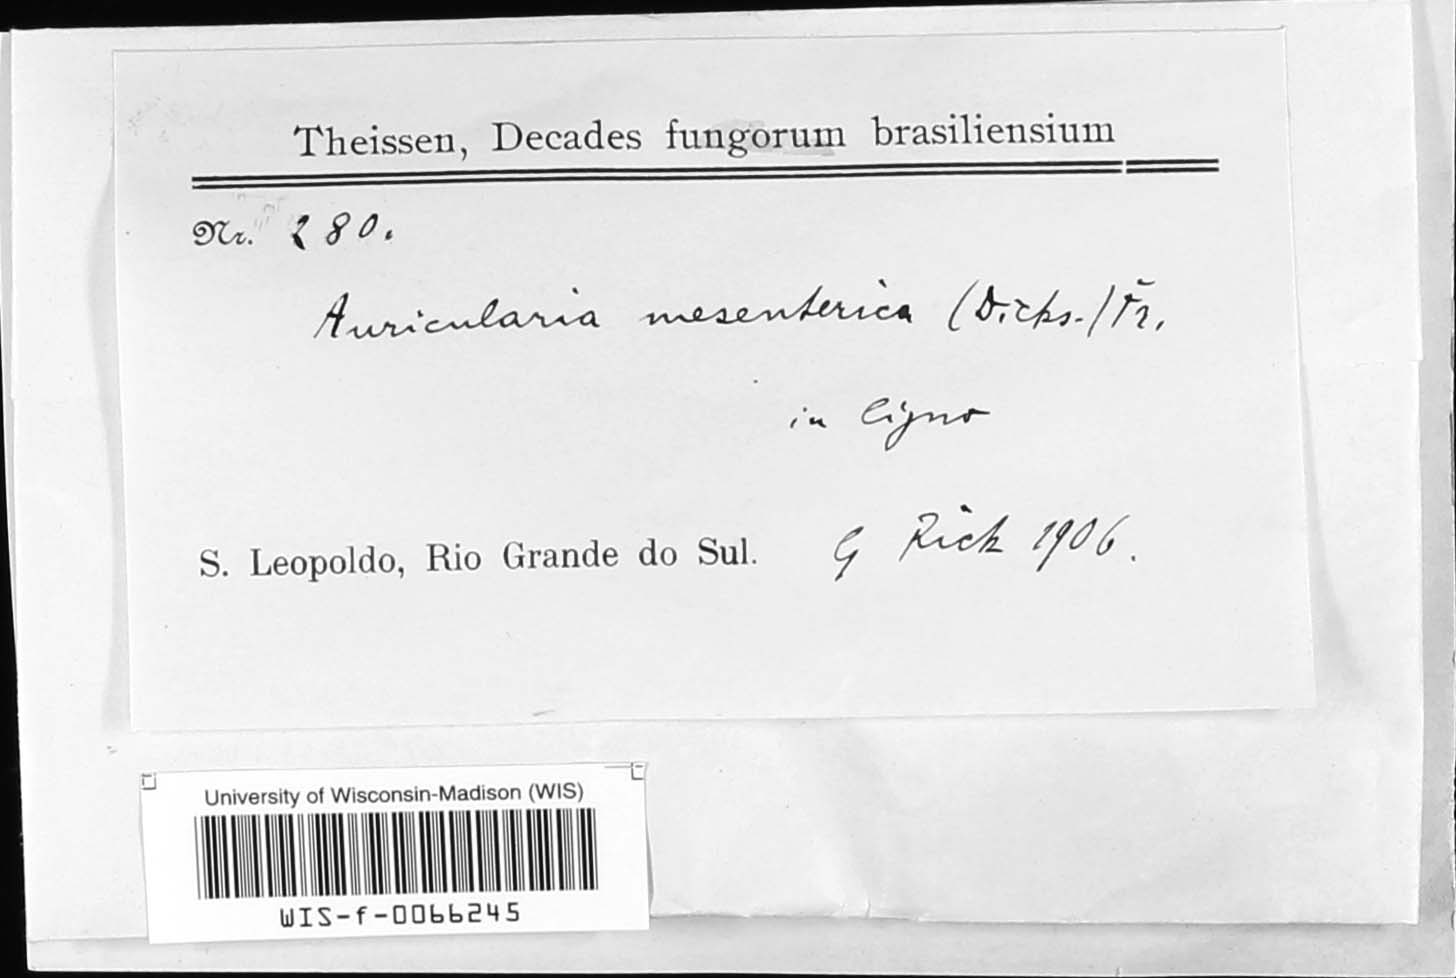 Theissen, Decades fungorum brasiliensium
Nr. 280.
Auricularia mesenterica (Dicks.) Fr.
in ligno
S. Leopoldo, Rio Grande do Sul. G Rick 1906.
University of Wisconsin-Madison (WIS)
WIS-f-0066245